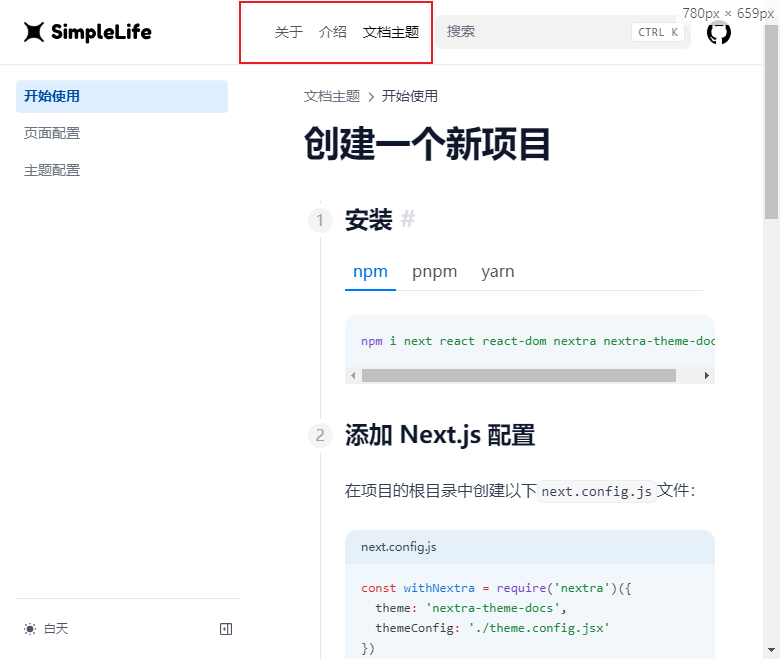 780px × 659px
SimpleLife
关于 介绍 文档主题 搜索 CTRL K
开始使用
页面配置
主题配置
白天
文档主题 > 开始使用
创建一个新项目
1 安装 #
npm pnpm yarn
npm i next react react-dom nextra nextra-theme-doc
2 添加 Next.js 配置
在项目的根目录中创建以下 next.config.js 文件：
next.config.js
const withNextra = require('nextra')({
  theme: 'nextra-theme-docs',
  themeConfig: './theme.config.jsx'
})